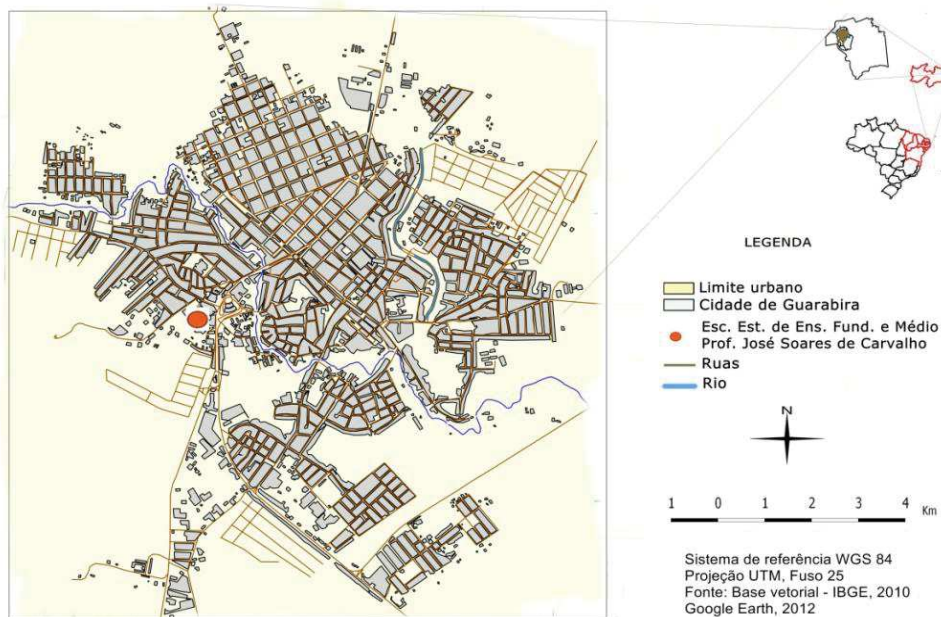 LEGENDA
Limite urbano
Cidade de Guarabira
Esc. Est. de Ens. Fund. e Médio
Prof. José Soares de Carvalho
Ruas
Rio
N
1 0 1 2 3 4 Km
Sistema de referência WGS 84
Projeção UTM, Fuso 25
Fonte: Base vetorial - IBGE, 2010
Google Earth, 2012